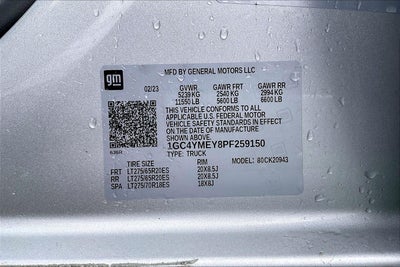 gm
MFD BY GENERAL MOTORS LLC
02/23 GVWR GAWR FRT GAWR RR
5239 KG 2540 KG 2994 KG
11550 LB 5600 LB 6600 LB
THIS VEHICLE CONFORMS TO ALL
APPLICABLE U.S. FEDERAL MOTOR
VEHICLE SAFETY STANDARDS
IN EFFECT ON THE
DATE OF MANUFACTURE
SHOWN ABOVE.
1GC4YMEY8PF259150
TYPE: TRUCK
TIRE SIZE RIM MODEL: 80CK20943
FRT LT275/65R20ES 20X8.5J
RR LT275/65R20ES 20X8.5J
SPA LT275/70R18ES 18X8J